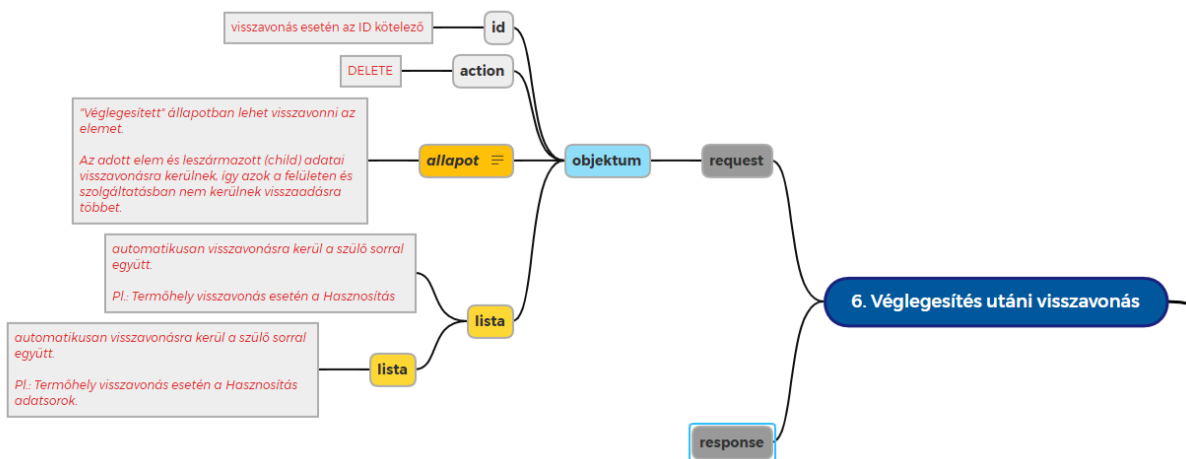 visszavonás esetén az ID kötelező
id
DELETE
action
"Véglegesített" állapotban lehet visszavonni az
elemet.
Az adott elem és leszármazott (child) adatai
visszavonásra kerülnek, így azok a felületen és
szolgáltatásban nem kerülnek visszaadásra
többet.
allapot
objektum
request
automatikusan visszavonásra kerül a szülő sorral
együtt.
Pl.: Termőhely visszavonás esetén a Hasznosítás
lista
automatikusan visszavonásra kerül a szülő sorral
együtt.
Pl.: Termőhely visszavonás esetén a Hasznosítás
adatsorok.
lista
6. Véglegesítés utáni visszavonás
response